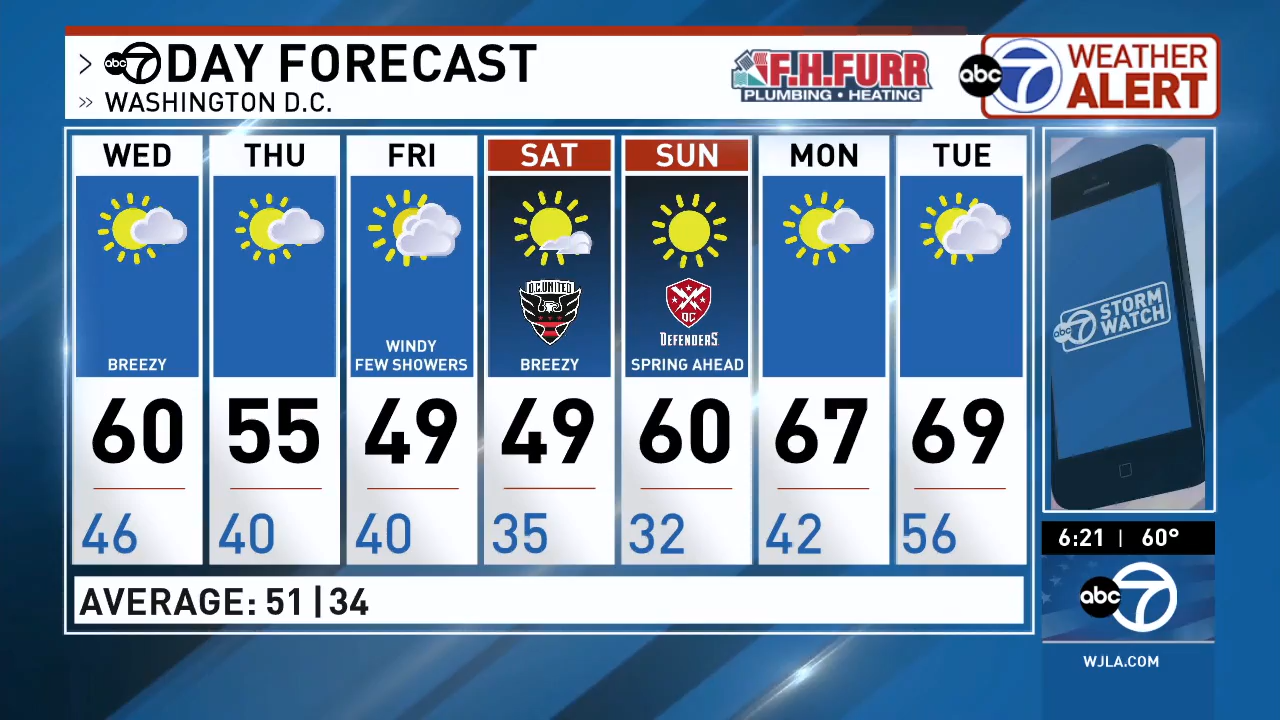 > abc 7 DAY FORECAST
» WASHINGTON D.C.
F.H. FURR
PLUMBING • HEATING
abc 7
WEATHER
ALERT
WED
BREEZY
60
46
THU
55
40
FRI
WINDY
FEW SHOWERS
49
40
SAT
D.C. UNITED
BREEZY
49
35
SUN
DC
DEFENDERS
SPRING AHEAD
60
32
MON
67
42
TUE
69
56
AVERAGE: 51 | 34
abc 7 STORM
WATCH
6:21 | 60°
abc 7
WJLA.COM